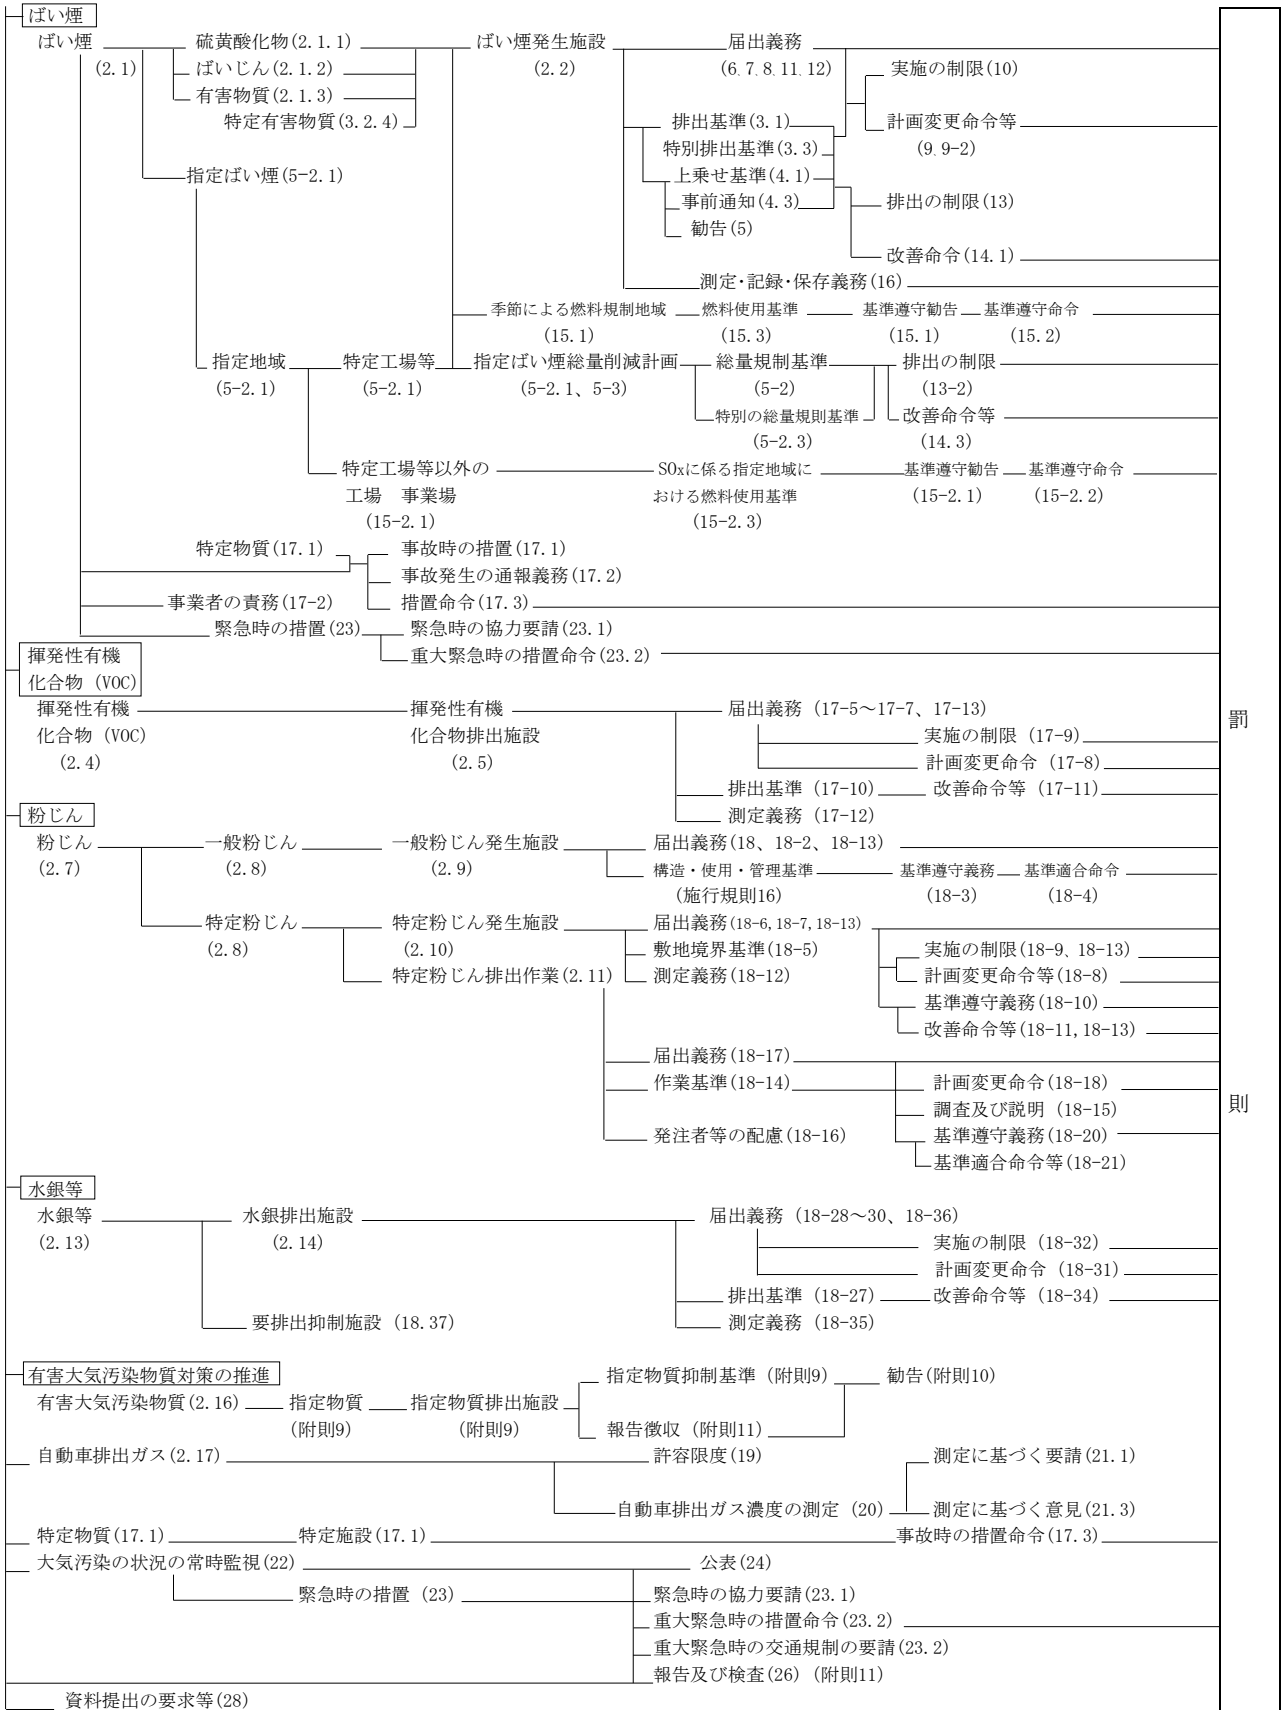 ばい煙
ばい煙 硫黄酸化物(2.1.1) ばい煙発生施設 届出義務
(2.1) ばいじん(2.1.2) (2.2) (6.7.8.11.12) 実施の制限(10)
有害物質(2.1.3)
特定有害物質(3.2.4) 排出基準(3.1) 計画変更命令等
特別排出基準(3.3) (9.9-2)
指定ばい煙(5-2.1) 上乗せ基準(4.1)
事前通知(4.3) 排出の制限(13)
勧告(5)
改善命令(14.1)
測定・記録・保存義務(16)
季節による燃料規制地域 燃料使用基準 基準遵守勧告 基準遵守命令
(15.1) (15.3) (15.1) (15.2)
指定地域 特定工場等 指定ばい煙総量削減計画 総量規制基準 排出の制限
(5-2.1) (5-2.1) (5-2.1、5-3) (5-2) (13-2)
特別の総量規則基準 改善命令等
(5-2.3) (14.3)
特定工場等以外の SOxに係る指定地域に 基準遵守勧告 基準遵守命令
工場 事業場 おける燃料使用基準 (15-2.1) (15-2.2)
(15-2.1) (15-2.3)
特定物質(17.1) 事故時の措置(17.1)
事故発生の通報義務(17.2)
事業者の責務(17-2) 措置命令(17.3)
緊急時の措置(23) 緊急時の協力要請(23.1)
重大緊急時の措置命令(23.2)
揮発性有機
化合物 (VOC)
揮発性有機 揮発性有機 届出義務 (17-5～17-7、17-13)
化合物 (VOC) 化合物排出施設 実施の制限 (17-9)
(2.4) (2.5) 計画変更命令 (17-8)
排出基準 (17-10) 改善命令等 (17-11)
測定義務 (17-12)
粉じん
粉じん 一般粉じん 一般粉じん発生施設 届出義務(18、18-2、18-13)
(2.7) (2.8) (2.9) 構造・使用・管理基準 基準遵守義務 基準適合命令
(施行規則16) (18-3) (18-4)
特定粉じん 特定粉じん発生施設 届出義務(18-6,18-7,18-13)
(2.8) (2.10) 敷地境界基準(18-5) 実施の制限(18-9、18-13)
特定粉じん排出作業(2.11) 測定義務(18-12) 計画変更命令等(18-8)
基準遵守義務(18-10)
改善命令等(18-11,18-13)
届出義務(18-17)
作業基準(18-14) 計画変更命令(18-18)
調査及び説明 (18-15)
発注者等の配慮(18-16) 基準遵守義務(18-20)
基準適合命令等(18-21)
水銀等
水銀等 水銀排出施設 届出義務 (18-28～30、18-36)
(2.13) (2.14) 実施の制限 (18-32)
計画変更命令 (18-31)
排出基準 (18-27) 改善命令等 (18-34)
要排出抑制施設 (18.37) 測定義務 (18-35)
有害大気汚染物質対策の推進 指定物質抑制基準 (附則9) 勧告(附則10)
有害大気汚染物質(2.16) 指定物質 指定物質排出施設
(附則9) (附則9) 報告徴収 (附則11)
自動車排出ガス(2.17) 許容限度(19) 測定に基づく要請(21.1)
自動車排出ガス濃度の測定 (20) 測定に基づく意見(21.3)
特定物質(17.1) 特定施設(17.1) 事故時の措置命令(17.3)
大気汚染の状況の常時監視(22) 公表(24)
緊急時の措置 (23) 緊急時の協力要請(23.1)
重大緊急時の措置命令(23.2)
重大緊急時の交通規制の要請(23.2)
報告及び検査(26) (附則11)
資料提出の要求等(28)
罰
則